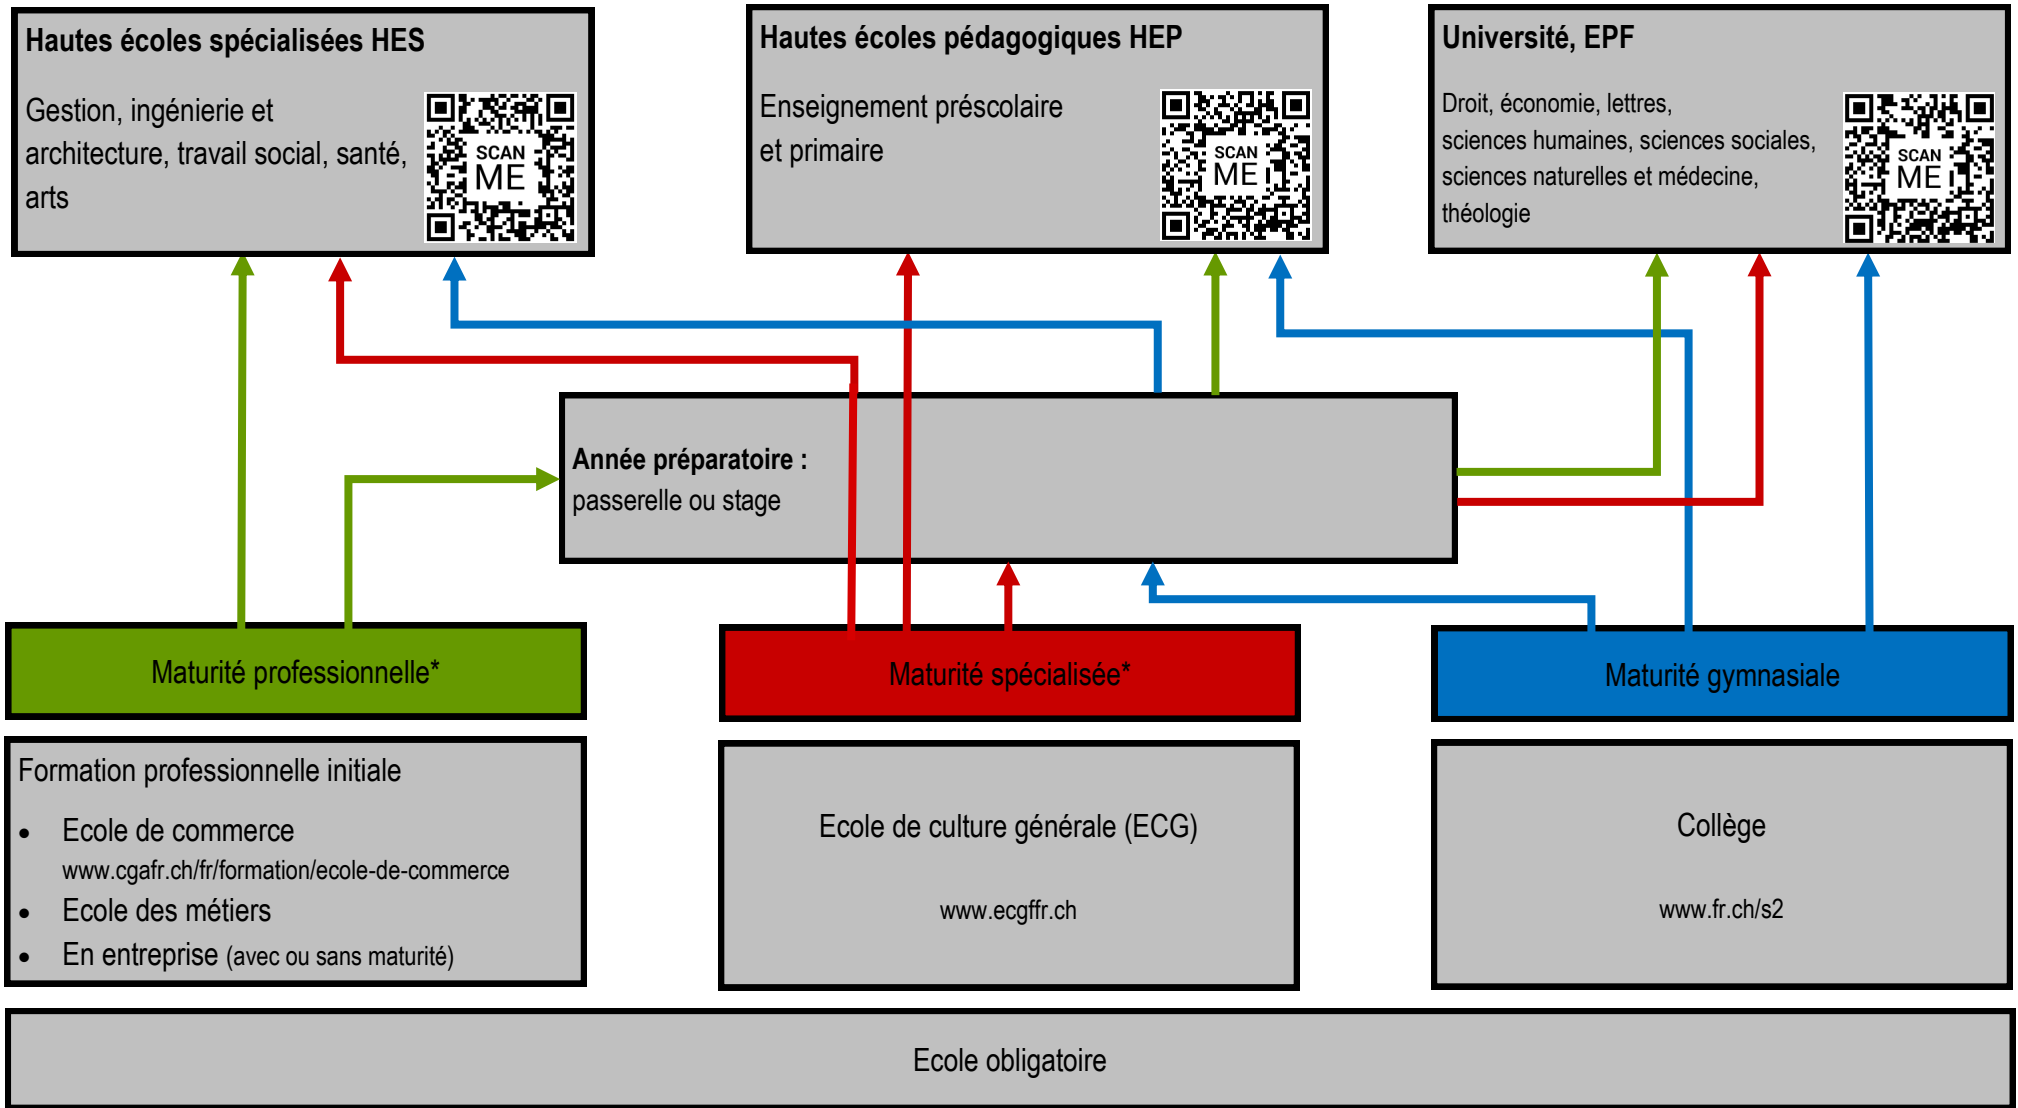 Hautes écoles spécialisées HES
Gestion, ingénierie et
architecture, travail social, santé,
arts
SCAN
ME
Hautes écoles pédagogiques HEP
Enseignement préscolaire
et primaire
SCAN
ME
Université, EPF
Droit, économie, lettres,
sciences humaines, sciences sociales,
sciences naturelles et médecine,
théologie
SCAN
ME
Année préparatoire :
passerelle ou stage
Maturité professionnelle*
Maturité spécialisée*
Maturité gymnasiale
Formation professionnelle initiale
• Ecole de commerce
www.cgafr.ch/fr/formation/ecole-de-commerce
• Ecole des métiers
• En entreprise (avec ou sans maturité)
Ecole de culture générale (ECG)
www.ecgffr.ch
Collège
www.fr.ch/s2
Ecole obligatoire